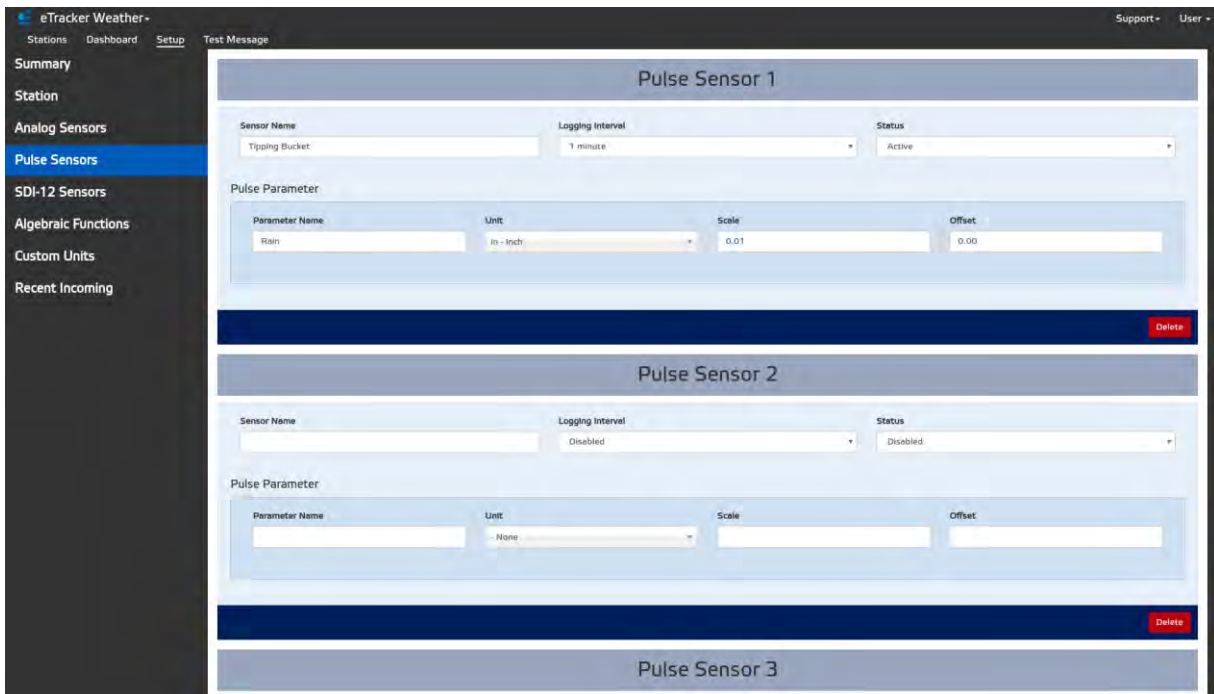 eTracker Weather
Support User
Stations Dashboard Setup Test Message
Summary
Station
Analog Sensors
Pulse Sensors
SDI-12 Sensors
Algebraic Functions
Custom Units
Recent Incoming
Pulse Sensor 1
Sensor Name Logging Interval Status
Tipping Bucket 1 minute Active
Pulse Parameter
Parameter Name Unit Scale Offset
Rain in - Inch 0.01 0.00
Delete
Pulse Sensor 2
Sensor Name Logging Interval Status
Disabled Disabled
Pulse Parameter
Parameter Name Unit Scale Offset
- None
Delete
Pulse Sensor 3